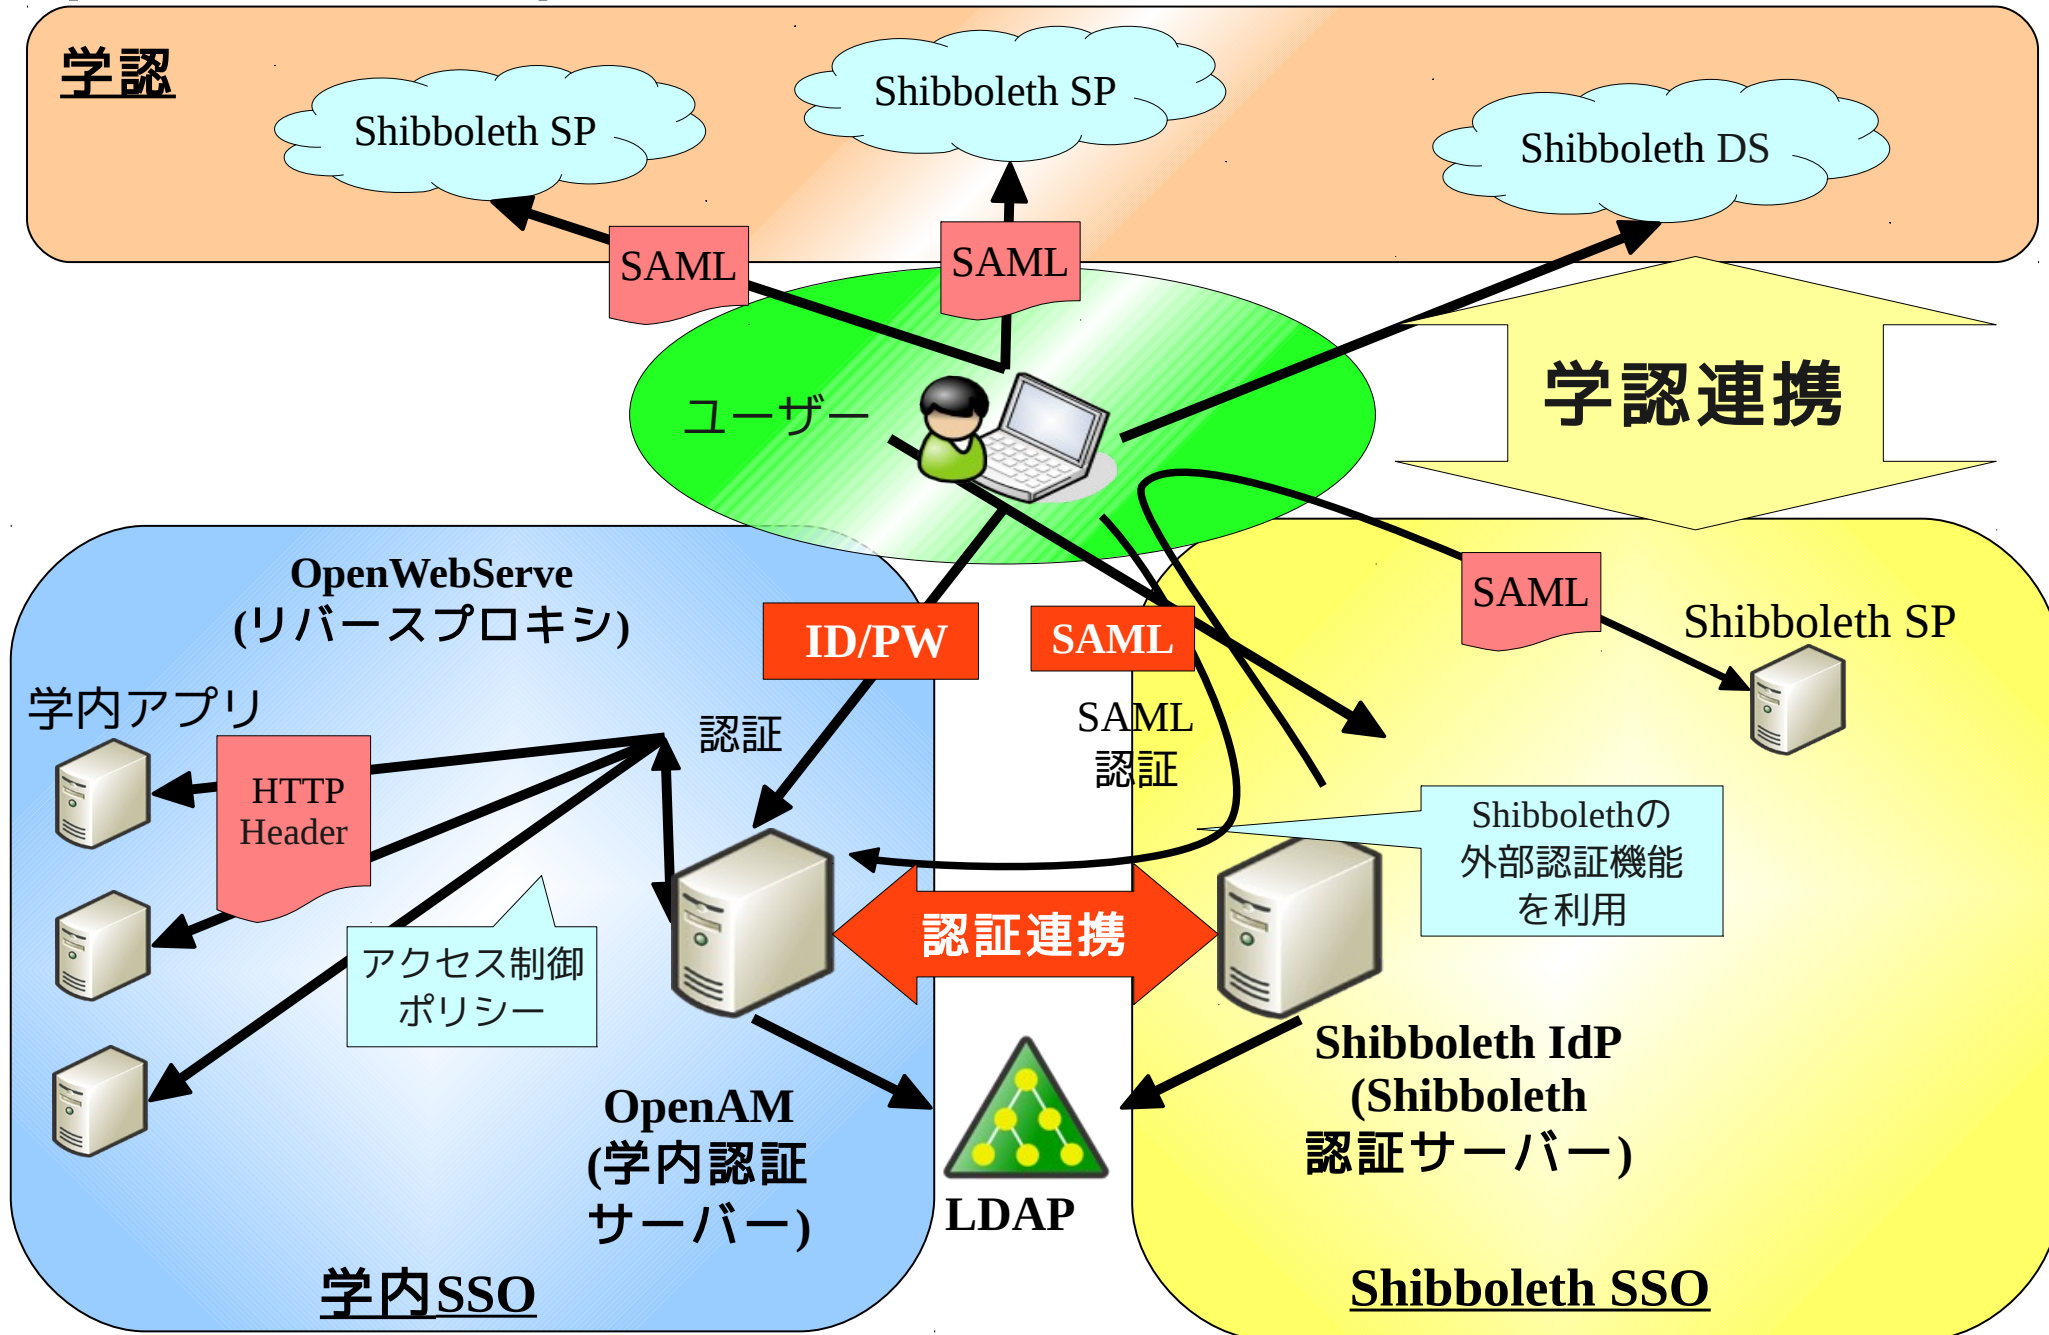 学認
Shibboleth SP
Shibboleth SP
Shibboleth DS
SAML
SAML
ユーザー
学認連携
OpenWebServe
(リバースプロキシ)
ID/PW
SAML
SAML
Shibboleth SP
学内アプリ
認証
SAML
認証
HTTP
Header
Shibbolethの
外部認証機能
を利用
アクセス制御
ポリシー
認証連携
Shibboleth IdP
(Shibboleth
認証サーバー)
OpenAM
(学内認証
サーバー)
LDAP
学内SSO
Shibboleth SSO